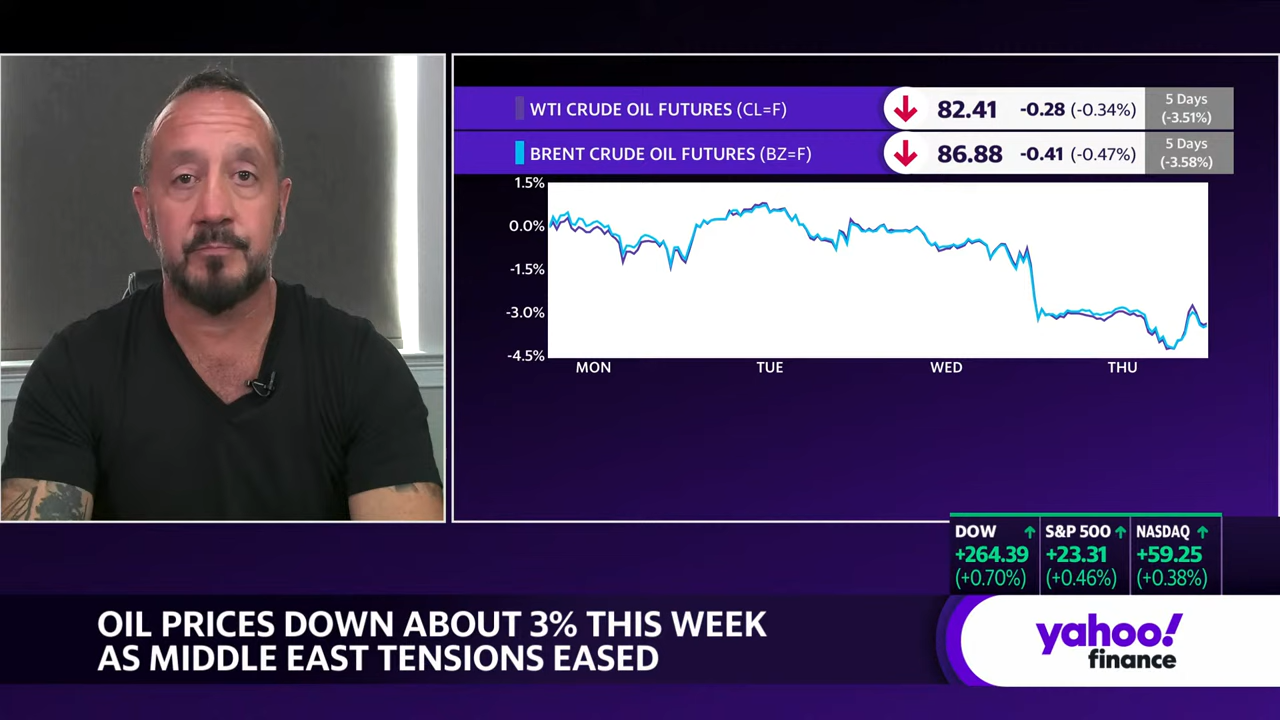 WTI CRUDE OIL FUTURES (CL=F)
82.41
-0.28 (-0.34%)
5 Days
(-3.51%)
BRENT CRUDE OIL FUTURES (BZ=F)
86.88
-0.41 (-0.47%)
5 Days
(-3.58%)
1.5%
0.0%
-1.5%
-3.0%
-4.5%
MON TUE WED THU
DOW
+264.39
(+0.70%)
S&P 500
+23.31
(+0.46%)
NASDAQ
+59.25
(+0.38%)
OIL PRICES DOWN ABOUT 3% THIS WEEK
AS MIDDLE EAST TENSIONS EASED
yahoo!
finance